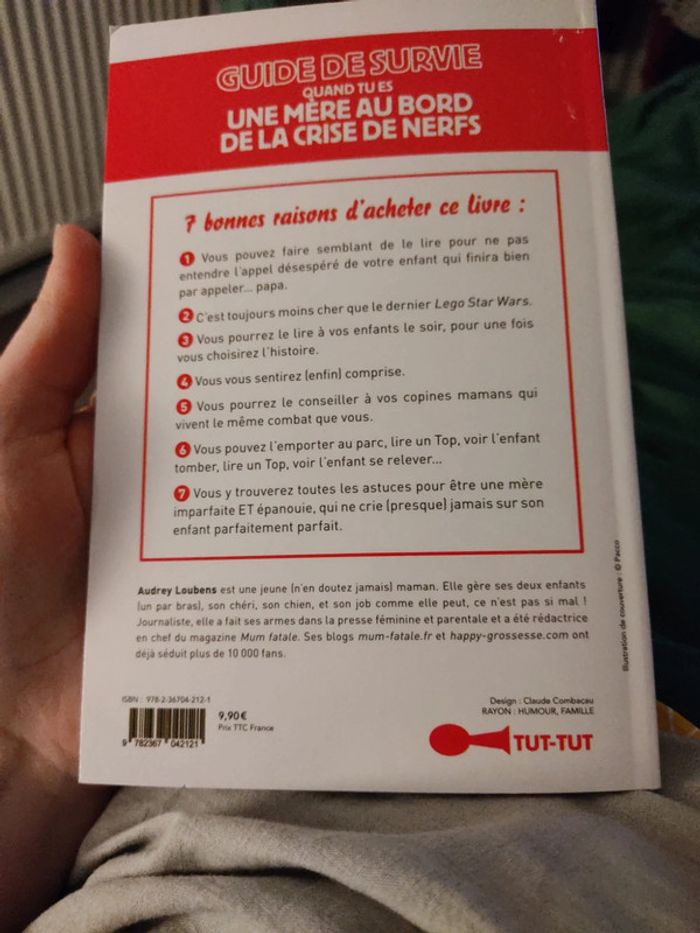 GUIDE DE SURVIE
QUAND TU ES
UNE MÈRE AU BORD
DE LA CRISE DE NERFS
7 bonnes raisons d'acheter ce livre :
1 Vous pouvez faire semblant de le lire pour ne pas
entendre l'appel désespéré de votre enfant qui finira bien
par appeler... papa.
2 C'est toujours moins cher que le dernier Lego Star Wars.
3 Vous pourrez le lire à vos enfants le soir, pour une fois
vous choisirez l'histoire.
4 Vous vous sentirez (enfin) comprise.
5 Vous pourrez le conseiller à vos copines mamans qui
vivent le même combat que vous.
6 Vous pouvez l'emporter au parc, lire un Top, voir l'enfant
tomber, lire un Top, voir l'enfant se relever...
7 Vous y trouverez toutes les astuces pour être une mère
imparfaite ET épanouie, qui ne crie (presque) jamais sur son
enfant parfaitement parfait.
Audrey Loubens est une jeune (n'en doutez jamais) maman. Elle gère ses deux enfants
(un par bras), son chéri, son chien, et son job comme elle peut, ce n'est pas si mal !
Journaliste, elle a fait ses armes dans la presse féminine et parentale et a été rédactrice
en chef du magazine Mum fatale. Ses blogs mum-fatale.fr et happy-grossesse.com ont
déjà séduit plus de 10 000 fans.
Illustration de couverture : © Pacco
ISBN : 978-2-36704-212-1
9 782367 042121
9,90€
Prix TTC France
Design : Claude Combacau
RAYON : HUMOUR, FAMILLE
TUT-TUT